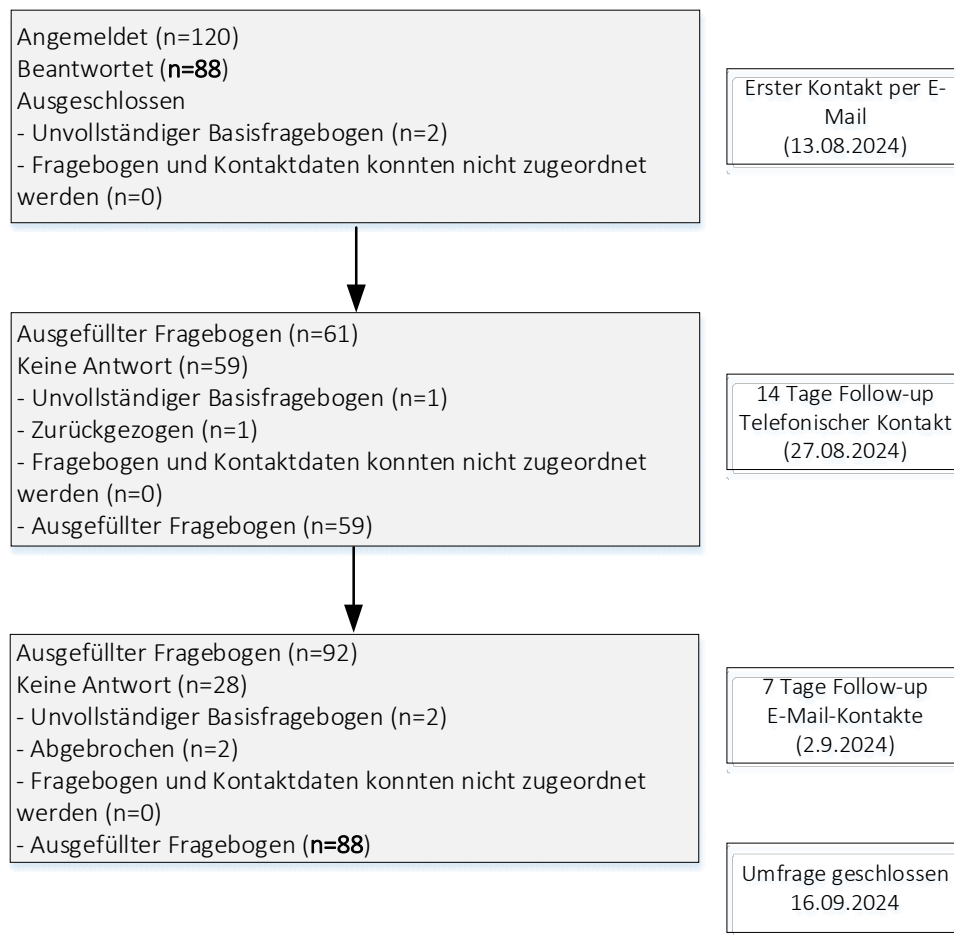 Angemeldet (n=120)
Beantwortet (n=88)
Ausgeschlossen
- Unvollständiger Basisfragebogen (n=2)
- Fragebogen und Kontaktdaten konnten nicht zugeordnet
werden (n=0)
Erster Kontakt per E-
Mail
(13.08.2024)
Ausgefüllter Fragebogen (n=61)
Keine Antwort (n=59)
- Unvollständiger Basisfragebogen (n=1)
- Zurückgezogen (n=1)
- Fragebogen und Kontaktdaten konnten nicht zugeordnet
werden (n=0)
- Ausgefüllter Fragebogen (n=59)
14 Tage Follow-up
Telefonischer Kontakt
(27.08.2024)
Ausgefüllter Fragebogen (n=92)
Keine Antwort (n=28)
- Unvollständiger Basisfragebogen (n=2)
- Abgebrochen (n=2)
- Fragebogen und Kontaktdaten konnten nicht zugeordnet
werden (n=0)
- Ausgefüllter Fragebogen (n=88)
7 Tage Follow-up
E-Mail-Kontakte
(2.9.2024)
Umfrage geschlossen
16.09.2024